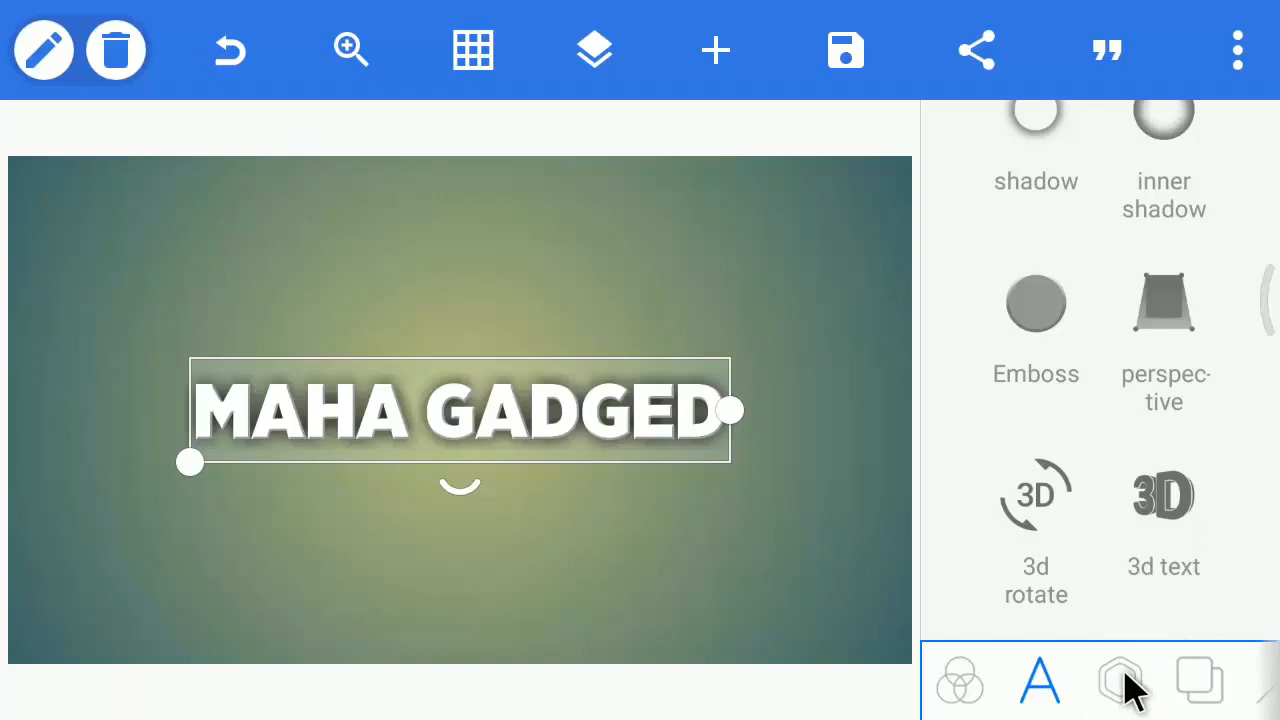 shadow
inner
shadow
MAHA GADGED
Emboss
perspec-
tive
3D
3D
3d
rotate
3d text
A